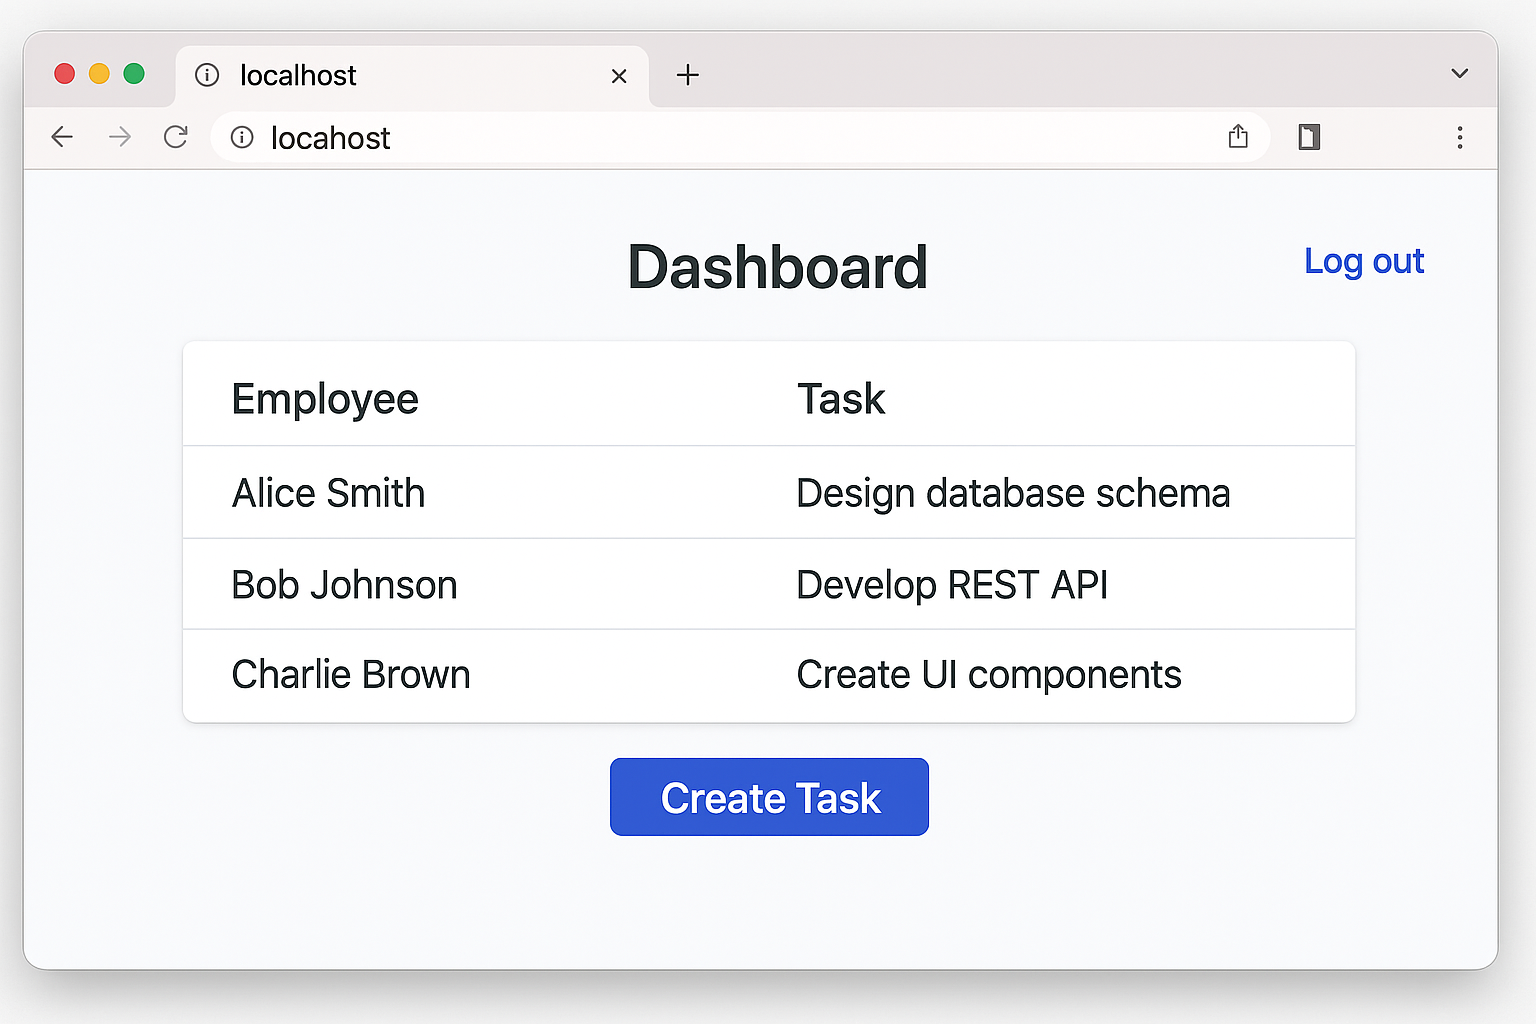 localhost
locahost
Dashboard
Log out
Employee Task
Alice Smith Design database schema
Bob Johnson Develop REST API
Charlie Brown Create UI components
Create Task